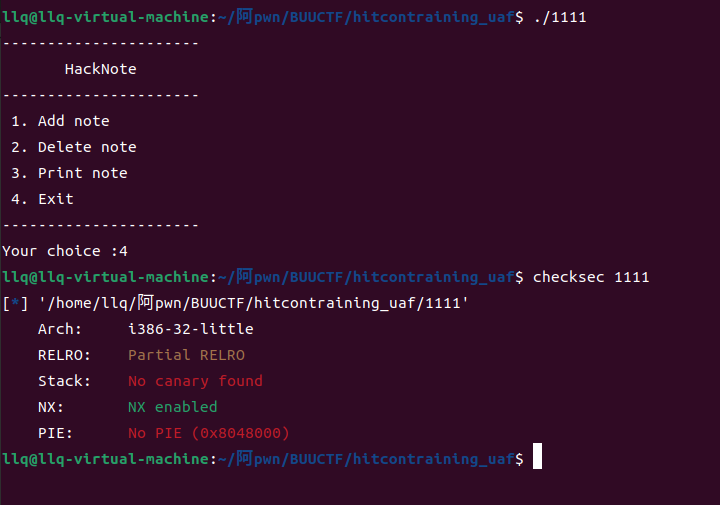 llq@llq-virtual-machine:~/阿pwn/BUUCTF/hitcontraining_uaf$ ./1111
----------------------
HackNote
----------------------
1. Add note
2. Delete note
3. Print note
4. Exit
----------------------
Your choice :4
llq@llq-virtual-machine:~/阿pwn/BUUCTF/hitcontraining_uaf$ checksec 1111
[*] '/home/llq/阿pwn/BUUCTF/hitcontraining_uaf/1111'
Arch: i386-32-little
RELRO: Partial RELRO
Stack: No canary found
NX: NX enabled
PIE: No PIE (0x8048000)
llq@llq-virtual-machine:~/阿pwn/BUUCTF/hitcontraining_uaf$